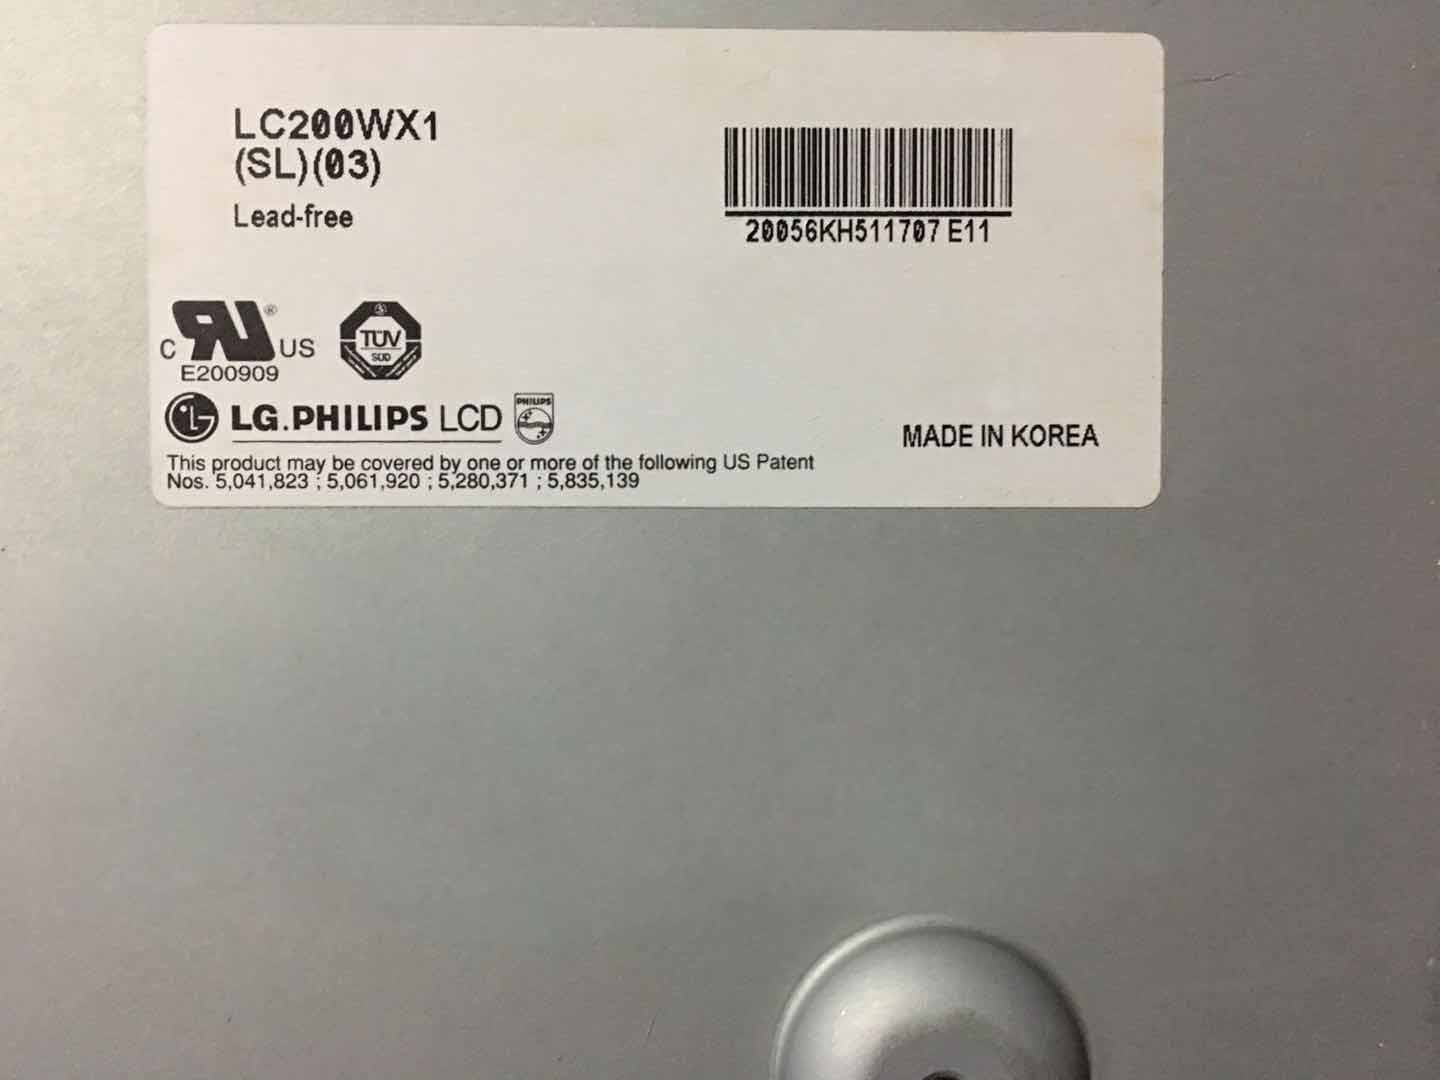 LC200WX1
(SL)(03)
Lead-free
20056KH511707 E11
C RU ® US
E200909
TÜV
SÜD
LG LG.PHILIPS LCD PHILIPS
MADE IN KOREA
This product may be covered by one or more of the following US Patent
Nos. 5,041,823 ; 5,061,920 ; 5,280,371 ; 5,835,139